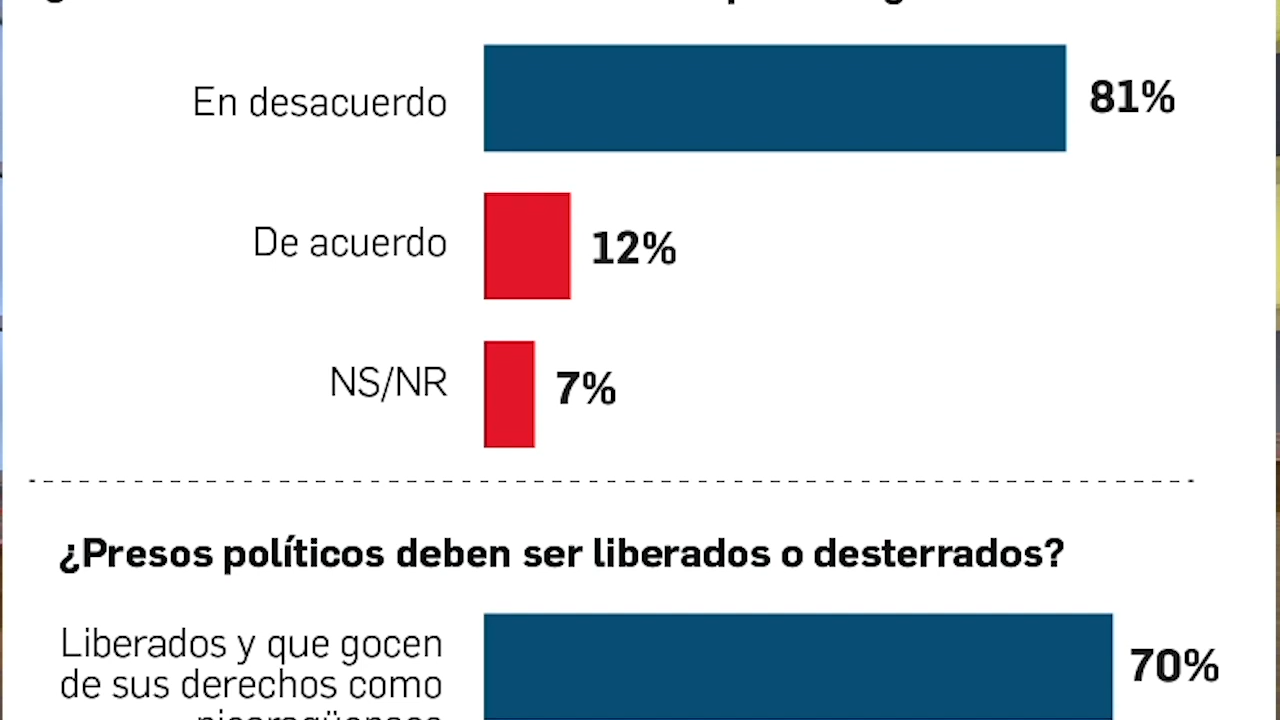 En desacuerdo
81%
De acuerdo
12%
NS/NR
7%
¿Presos políticos deben ser liberados o desterrados?
Liberados y que gocen
de sus derechos como
70%